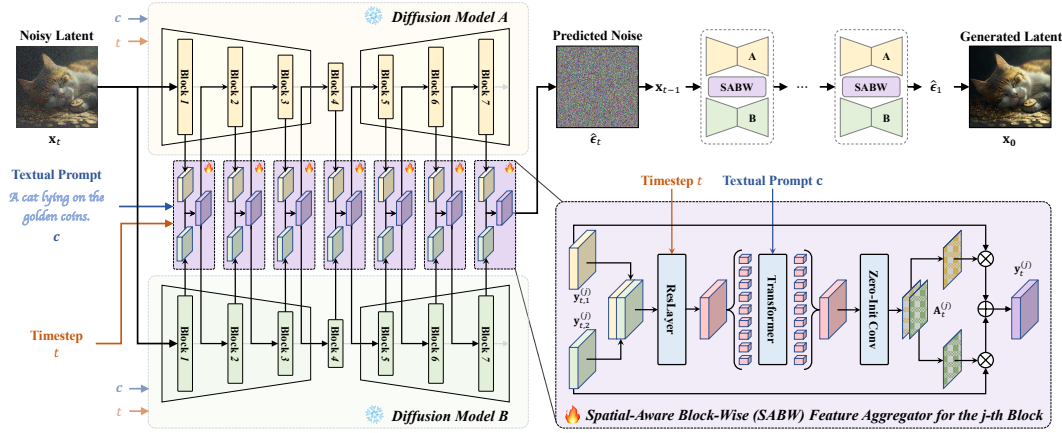 c
t
Diffusion Model A
Noisy Latent
x_t
Block 1
Block 2
Block 3
Block 4
Block 5
Block 6
Block 7
Predicted Noise
ε̂_t
x_{t−1}
A
SABW
B
...
A
SABW
B
ε̂_1
Generated Latent
x_0
Textual Prompt
A cat lying on the
golden coins.
c
Timestep
t
Block 1
Block 2
Block 3
Block 4
Block 5
Block 6
Block 7
c
t
Diffusion Model B
Timestep t
Textual Prompt c
y_{t,1}^{(j)}
y_{t,2}^{(j)}
ResLayer
Transformer
Zero-Init Conv
A_t^{(j)}
y_t^{(j)}
Spatial-Aware Block-Wise (SABW) Feature Aggregator for the j-th Block